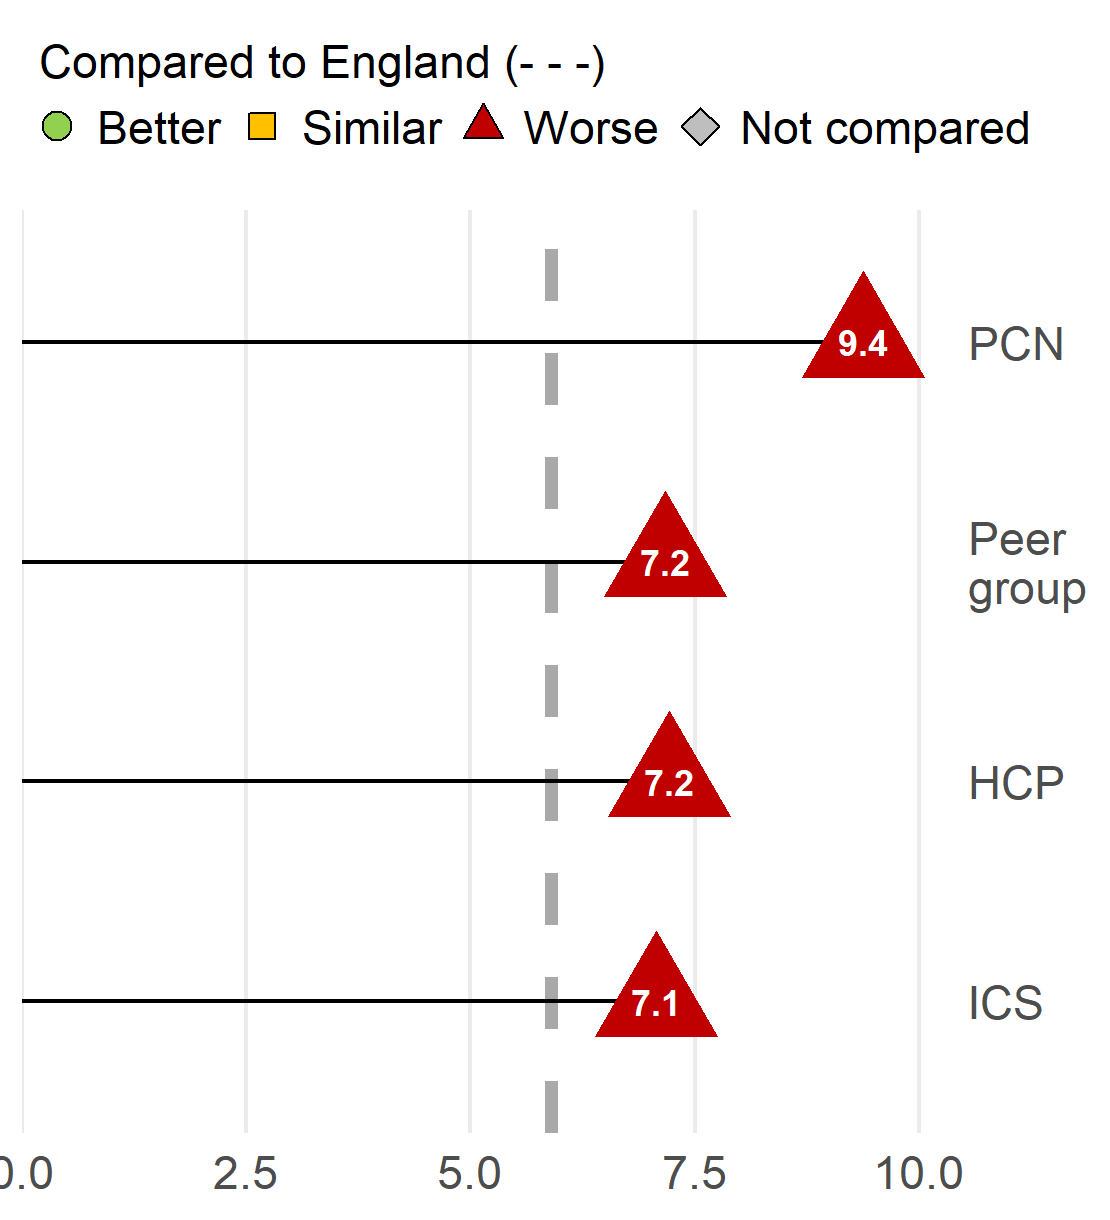 Compared to England (- - -)
Better Similar Worse Not compared
9.4 PCN
7.2 Peer
group
7.2 HCP
7.1 ICS
0.0 2.5 5.0 7.5 10.0